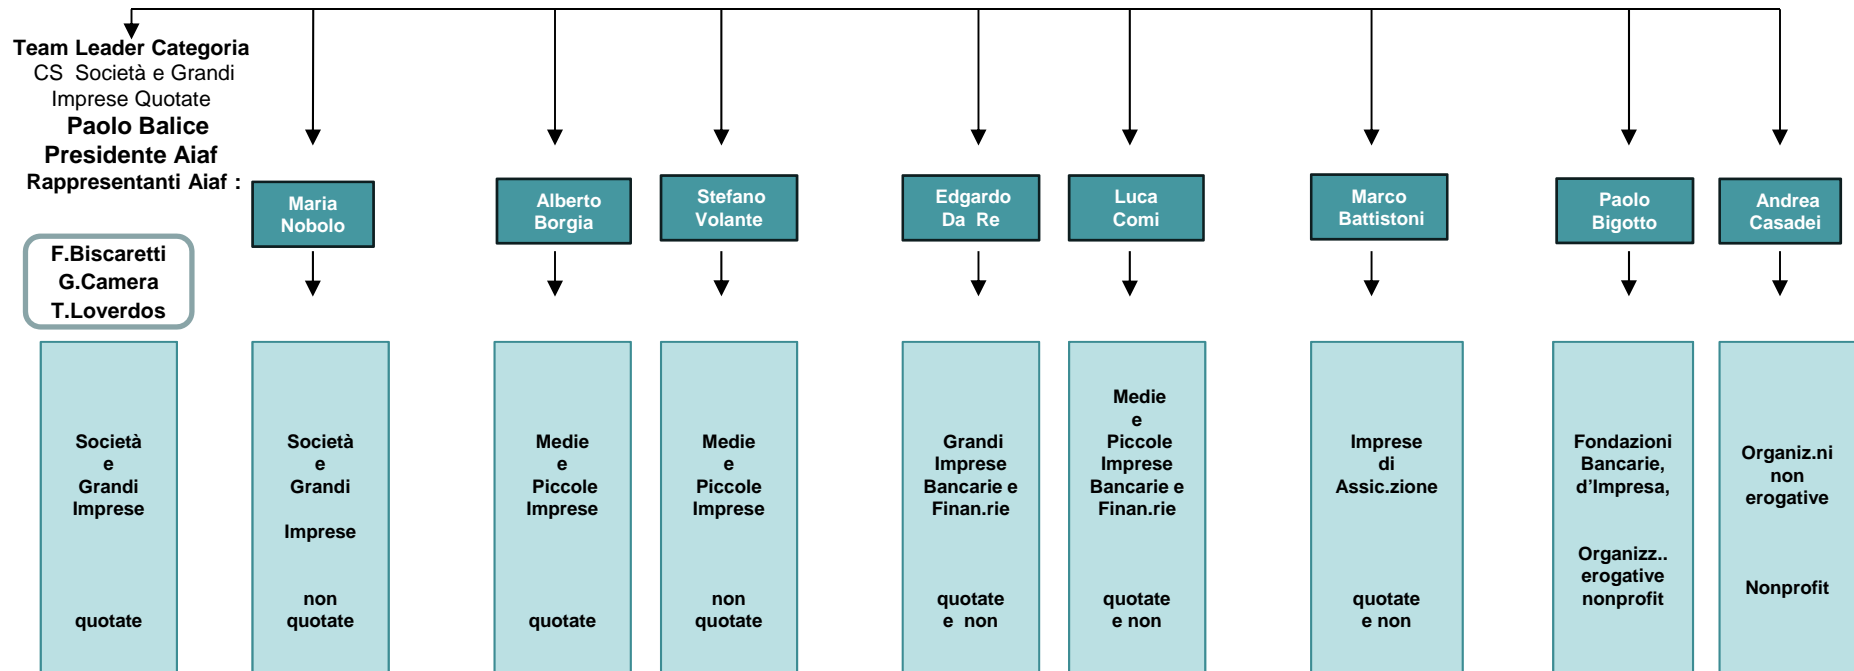 Team Leader Categoria
CS Società e Grandi
Imprese Quotate
Paolo Balice
Presidente Aiaf
Rappresentanti Aiaf :
F.Biscaretti
G.Camera
T.Loverdos
Maria
Nobolo
Alberto
Borgia
Stefano
Volante
Edgardo
Da Re
Luca
Comi
Marco
Battistoni
Paolo
Bigotto
Andrea
Casadei
Società
e
Grandi
Imprese
quotate
Società
e
Grandi
Imprese
non
quotate
Medie
e
Piccole
Imprese
quotate
Medie
e
Piccole
Imprese
non
quotate
Grandi
Imprese
Bancarie e
Finan.rie
quotate
e non
Medie
e
Piccole
Imprese
Bancarie e
Finan.rie
quotate
e non
Imprese
di
Assic.zione
quotate
e non
Fondazioni
Bancarie,
d’Impresa,
Organizz..
erogative
nonprofit
Organiz.ni
non
erogative
Nonprofit